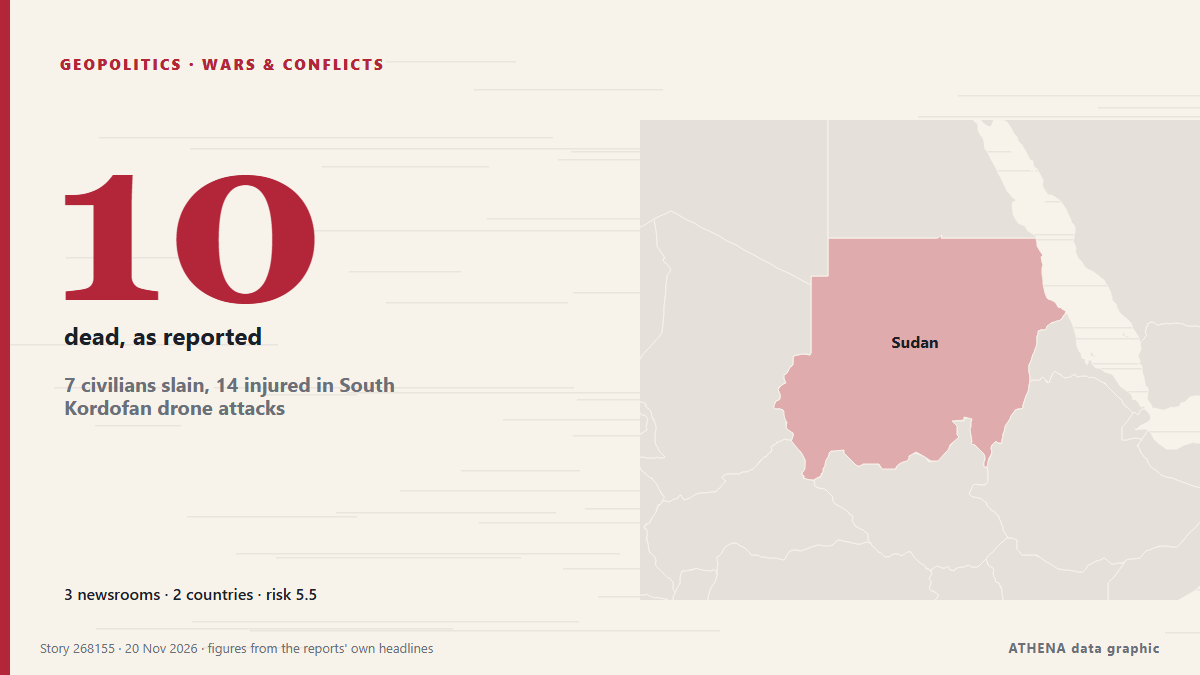 GEOPOLITICS · WARS & CONFLICTS
10
dead, as reported
7 civilians slain, 14 injured in South
Kordofan drone attacks
Sudan
3 newsrooms · 2 countries · risk 5.5
Story 268155 · 20 Nov 2026 · figures from the reports' own headlines
ATHENA data graphic